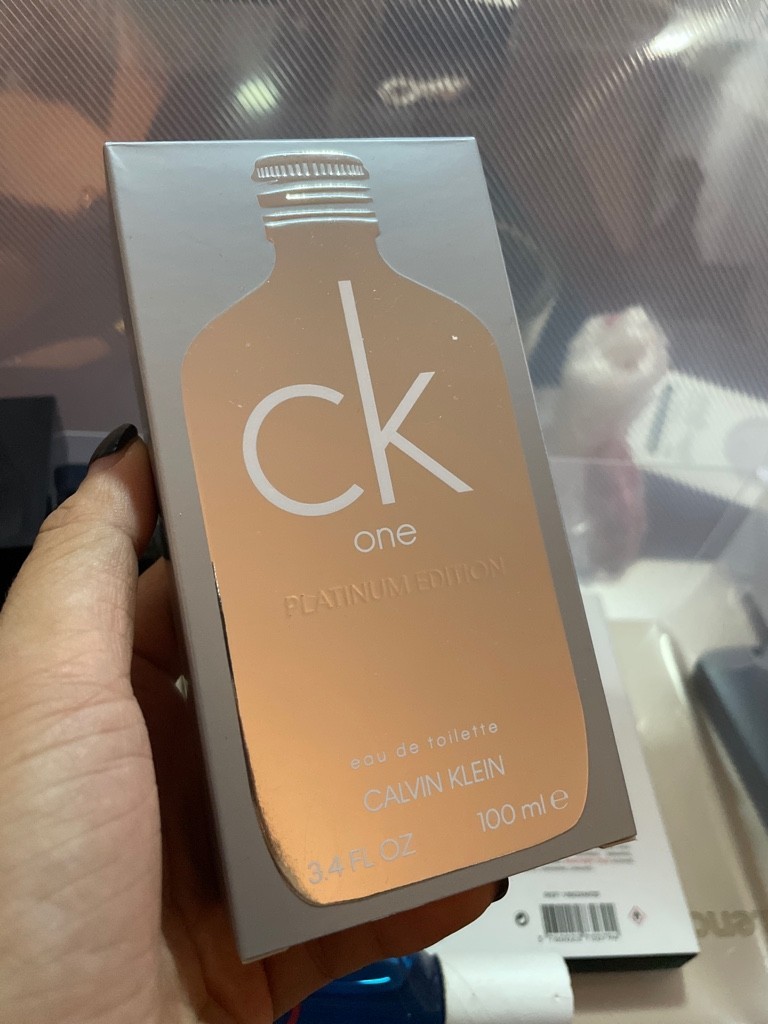 ck
one
PLATINUM EDITION
eau de toilette
CALVIN KLEIN
3.4 FL OZ 100 ml ℮